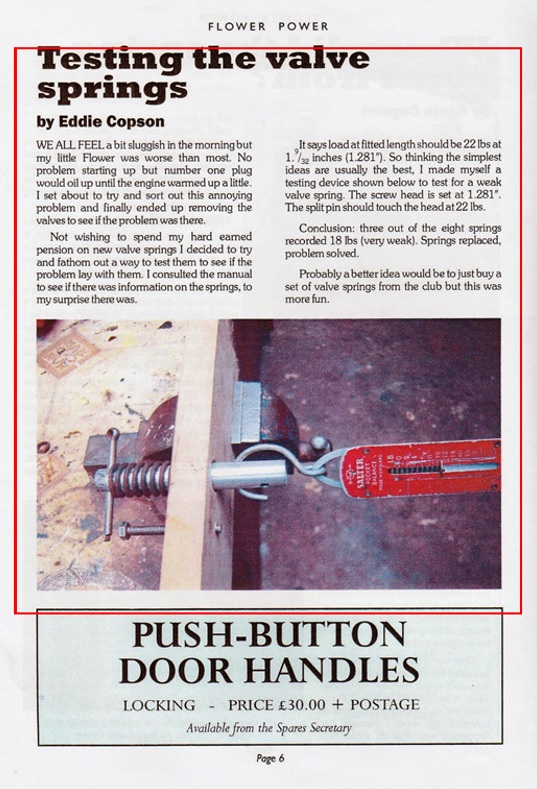 FLOWER POWER
Testing the valve
springs
by Eddie Copson
WE ALL FEEL a bit sluggish in the morning but
my little Flower was worse than most. No
problem starting up but number one plug
would oil up until the engine warmed up a little.
I set about to try and sort out this annoying
problem and finally ended up removing the
valves to see if the problem was there.
Not wishing to spend my hard earned
pension on new valve springs I decided to try
and fathom out a way to test them to see if the
problem lay with them. I consulted the manual
to see if there was information on the springs, to
my surprise there was.
It says load at fitted length should be 22 lbs at
1.9/32 inches (1.281"). So thinking the simplest
ideas are usually the best, I made myself a
testing device shown below to test for a weak
valve spring. The screw head is set at 1.281".
The split pin should touch the head at 22 lbs.
Conclusion: three out of the eight springs
recorded 18 lbs (very weak). Springs replaced,
problem solved.
Probably a better idea would be to just buy a
set of valve springs from the club but this was
more fun.
SALTER
POCKET
BALANCE
PUSH-BUTTON
DOOR HANDLES
LOCKING - PRICE £30.00 + POSTAGE
Available from the Spares Secretary
Page 6